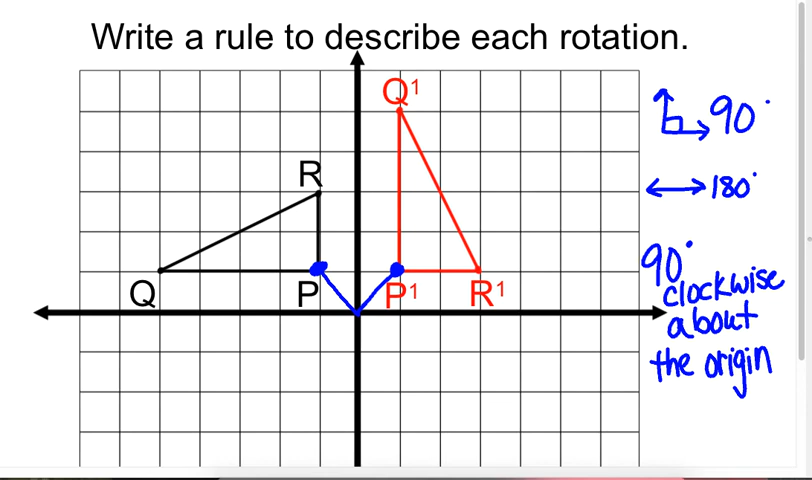 Write a rule to describe each rotation.
Q¹
90°
R
180°
90°
clockwise
about
the origin
Q
P
P¹
R¹